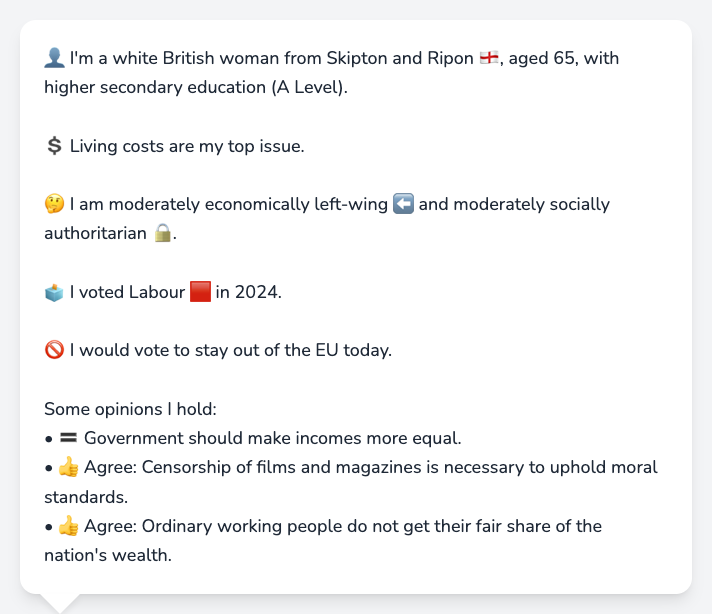 👤 I'm a white British woman from Skipton and Ripon 🏴󠁧󠁢󠁥󠁮󠁧󠁿, aged 65, with
higher secondary education (A Level).
💲 Living costs are my top issue.
🤔 I am moderately economically left-wing ⬅️ and moderately socially
authoritarian 🔒.
🗳️ I voted Labour 🟥 in 2024.
🚫 I would vote to stay out of the EU today.
Some opinions I hold:
• 🟰 Government should make incomes more equal.
• 👍 Agree: Censorship of films and magazines is necessary to uphold moral
standards.
• 👍 Agree: Ordinary working people do not get their fair share of the
nation's wealth.